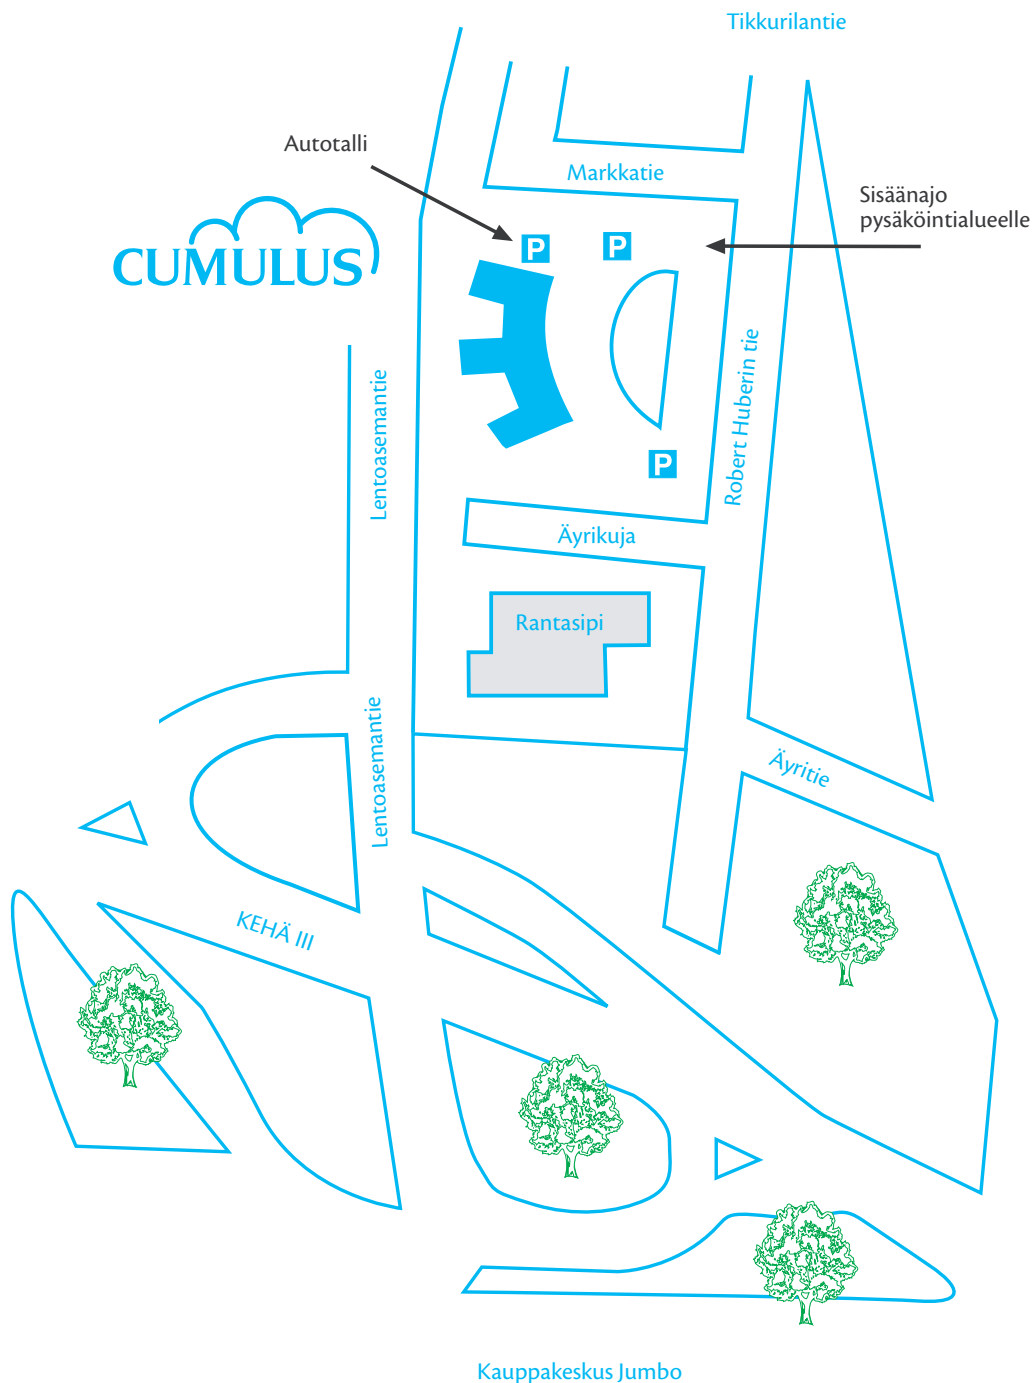 Tikkurilantie
Autotalli
Markkatie
Sisäänajo
pysäköintialueelle
CUMULUS
P
P
Robert Huberin tie
Lentoasemantie
P
Äyrikuja
Rantasipi
Lentoasemantie
Äyritie
KEHÄ III
Kauppakeskus Jumbo